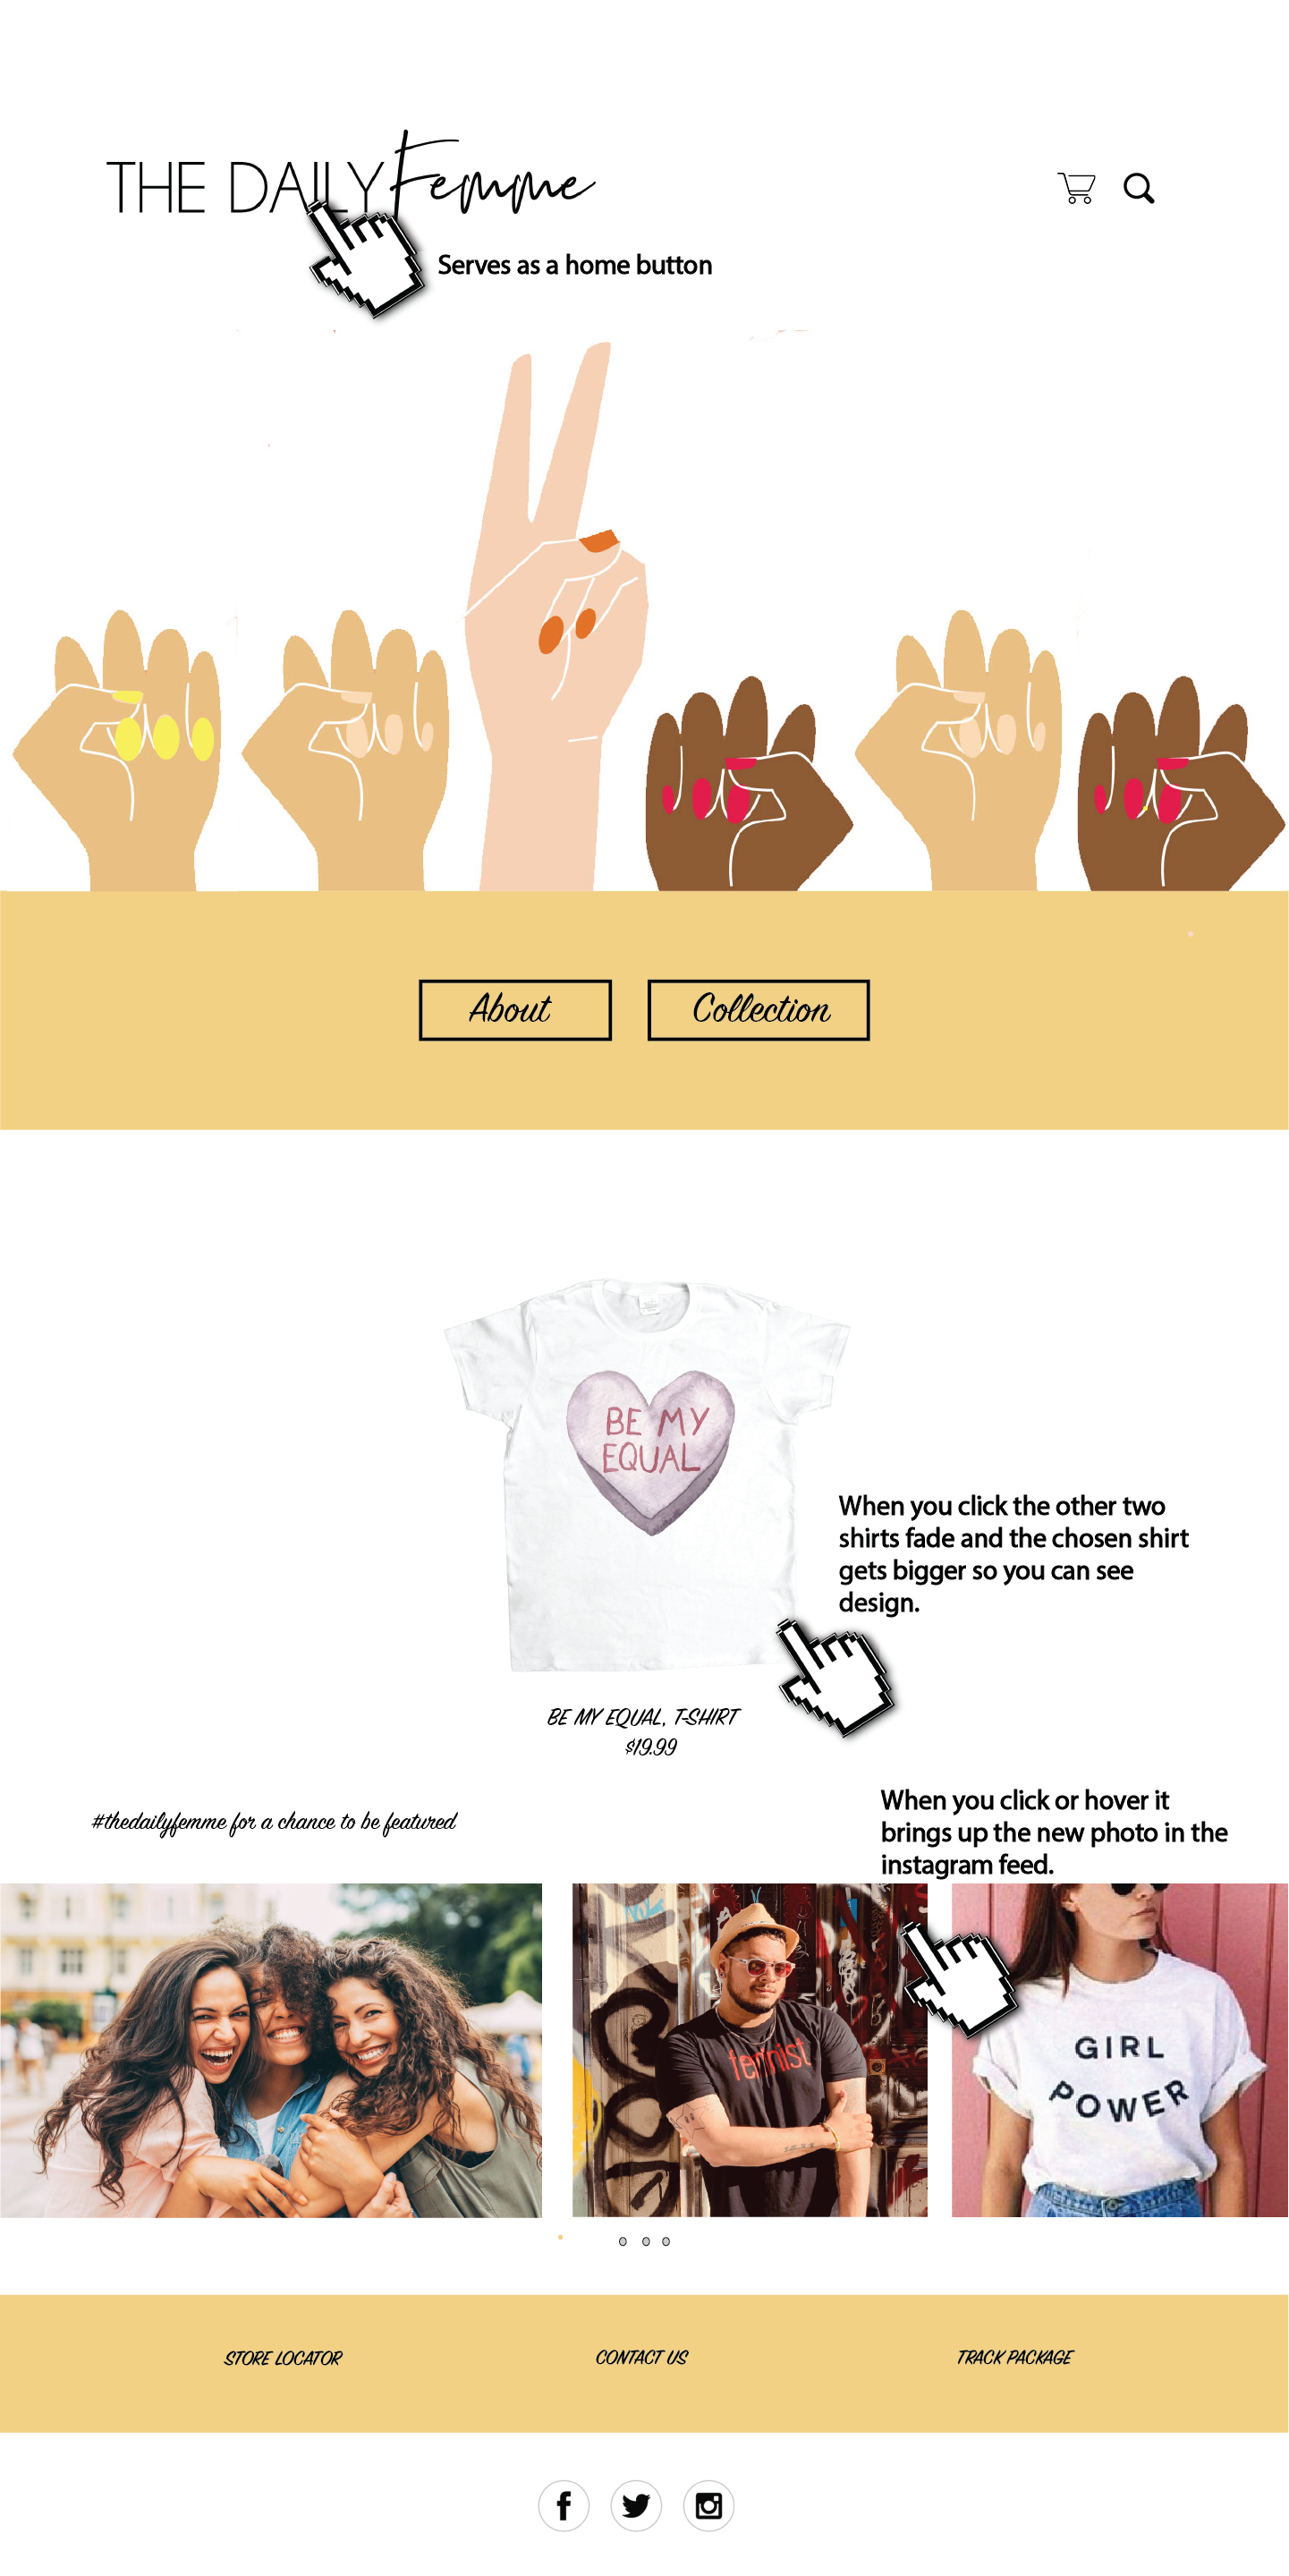 THE DAILY Femme
Serves as a home button
About
Collection
BE MY
EQUAL
When you click the other two
shirts fade and the chosen shirt
gets bigger so you can see
design.
BE MY EQUAL, T-SHIRT
$19.99
#thedailyfemme for a chance to be featured
When you click or hover it
brings up the new photo in the
instagram feed.
feminist
GIRL
POWER
STORE LOCATOR
CONTACT US
TRACK PACKAGE